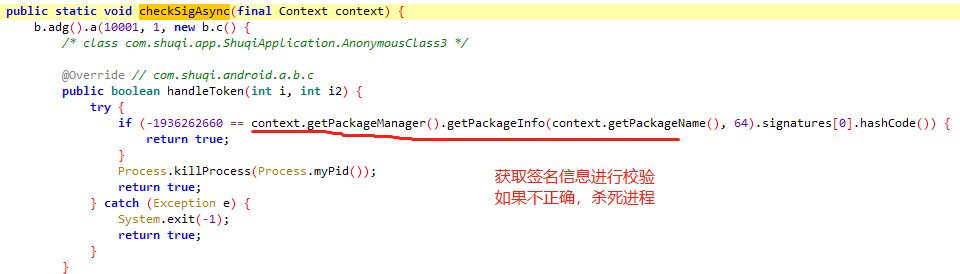 public static void checkSigAsync(final Context context) {
b.adg().a(10001, 1, new b.c() {
/* class com.shuqi.app.ShuqiApplication.AnonymousClass3 */
@Override // com.shuqi.android.a.b.c
public boolean handleToken(int i, int i2) {
try {
if (-1936262660 == context.getPackageManager().getPackageInfo(context.getPackageName(), 64).signatures[0].hashCode()) {
return true;
}
Process.killProcess(Process.myPid());
return true;
} catch (Exception e) {
System.exit(-1);
return true;
}
}
获取签名信息进行校验
如果不正确，杀死进程